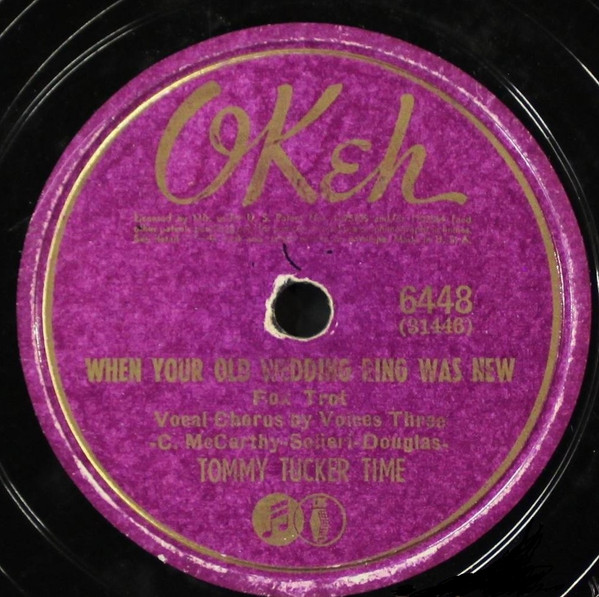 OKeh
6448
(31446)
WHEN YOUR OLD WEDDING RING WAS NEW
Fox Trot
Vocal Chorus by Voices Three
-C. McCarthy-Solieri-Douglas-
TOMMY TUCKER TIME